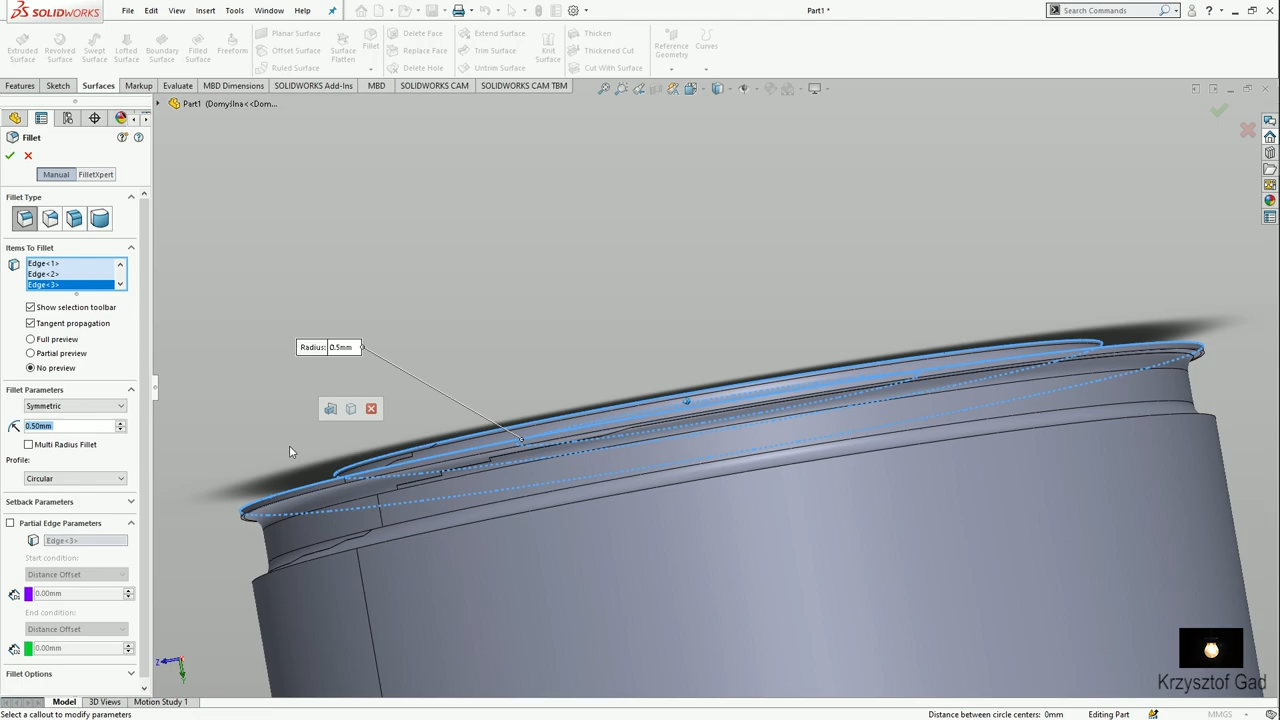 SOLIDWORKS File Edit View Insert Tools Window Help Part1 * Search Commands
Extruded Surface
Revolved Surface
Swept Surface
Lofted Surface
Boundary Surface
Filled Surface
Freeform
Planar Surface
Offset Surface
Ruled Surface
Surface Flatten
Fillet
Delete Face
Replace Face
Delete Hole
Extend Surface
Trim Surface
Untrim Surface
Knit Surface
Thicken
Thickened Cut
Cut With Surface
Reference Geometry
Curves
Features Sketch Surfaces Markup Evaluate MBD Dimensions SOLIDWORKS Add-Ins MBD SOLIDWORKS CAM SOLIDWORKS CAM TBM
Part1 (Domyślna<<Dom...
Fillet
Manual FilletXpert
Fillet Type
Items To Fillet
Edge<1>
Edge<2>
Edge<3>
Show selection toolbar
Tangent propagation
Full preview
Partial preview
No preview
Fillet Parameters
Symmetric
0.50mm
Multi Radius Fillet
Profile:
Circular
Setback Parameters
Partial Edge Parameters
Edge<3>
Start condition:
Distance Offset
0.00mm
End condition:
Distance Offset
0.00mm
Fillet Options
Radius: 0.5mm
Z
Y
Krzysztof Gad
Model 3D Views Motion Study 1
Select a callout to modify parameters Distance between circle centers: 0mm Editing Part MMGS